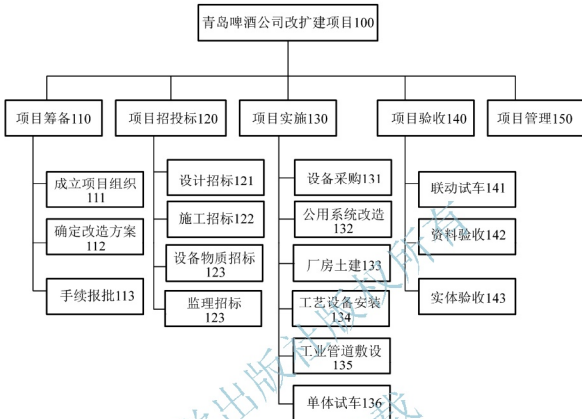 青岛啤酒公司改扩建项目100
项目筹备110
项目招投标120
项目实施130
项目验收140
项目管理150
成立项目组织
111
确定改造方案
112
手续报批113
设计招标121
施工招标122
设备物质招标
123
监理招标
123
设备采购131
公用系统改造
132
厂房土建133
工艺设备安装
134
工业管道敷设
135
单体试车136
联动试车141
资料验收142
实体验收143
出版社版权所有